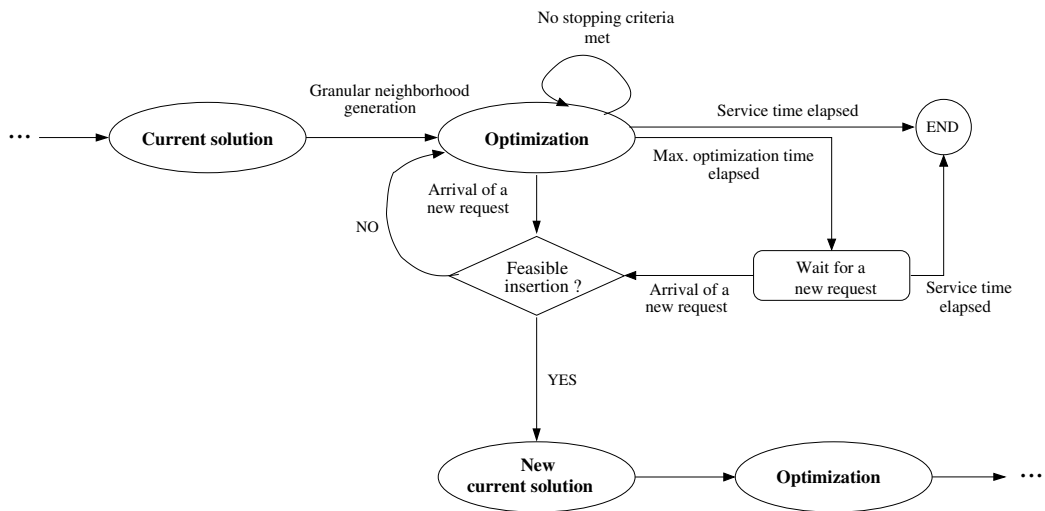 No stopping criteria
met
Granular neighborhood
generation
Service time elapsed
...
Current solution
Optimization
END
Max. optimization time
elapsed
Arrival of a
new request
NO
Feasible
insertion ?
Wait for a
new request
Arrival of a
new request
Service time
elapsed
YES
New
current solution
Optimization
...